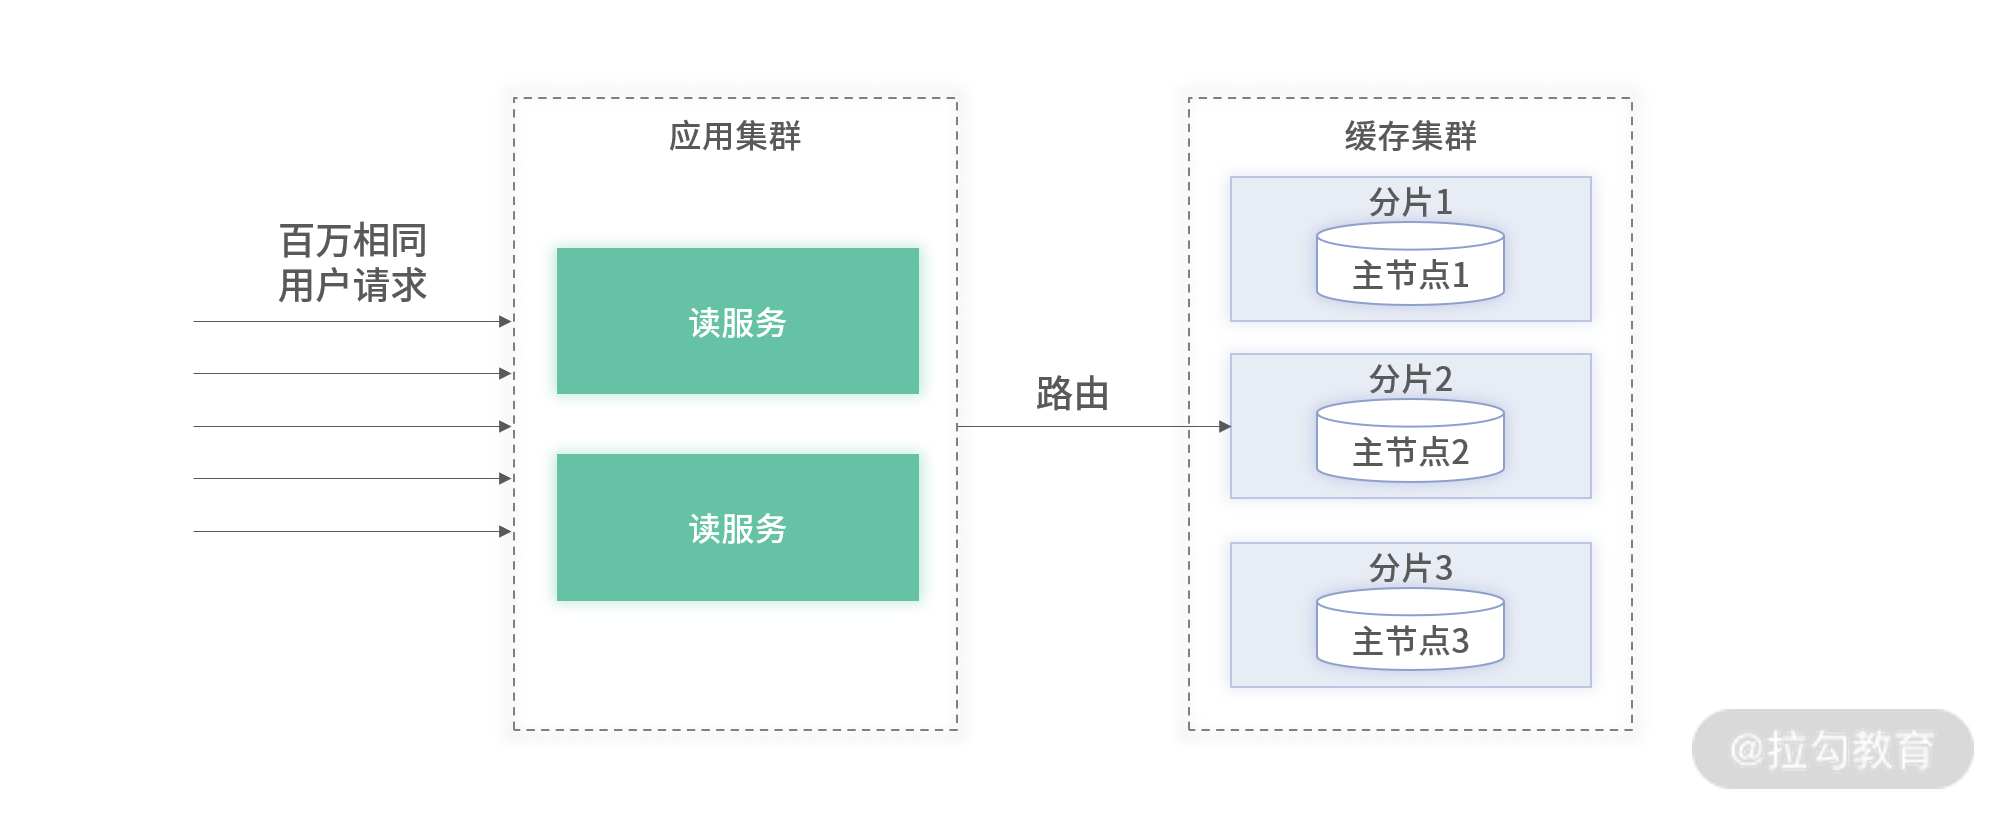 百万相同
用户请求
应用集群
读服务
读服务
路由
缓存集群
分片1
主节点1
分片2
主节点2
分片3
主节点3
@拉勾教育